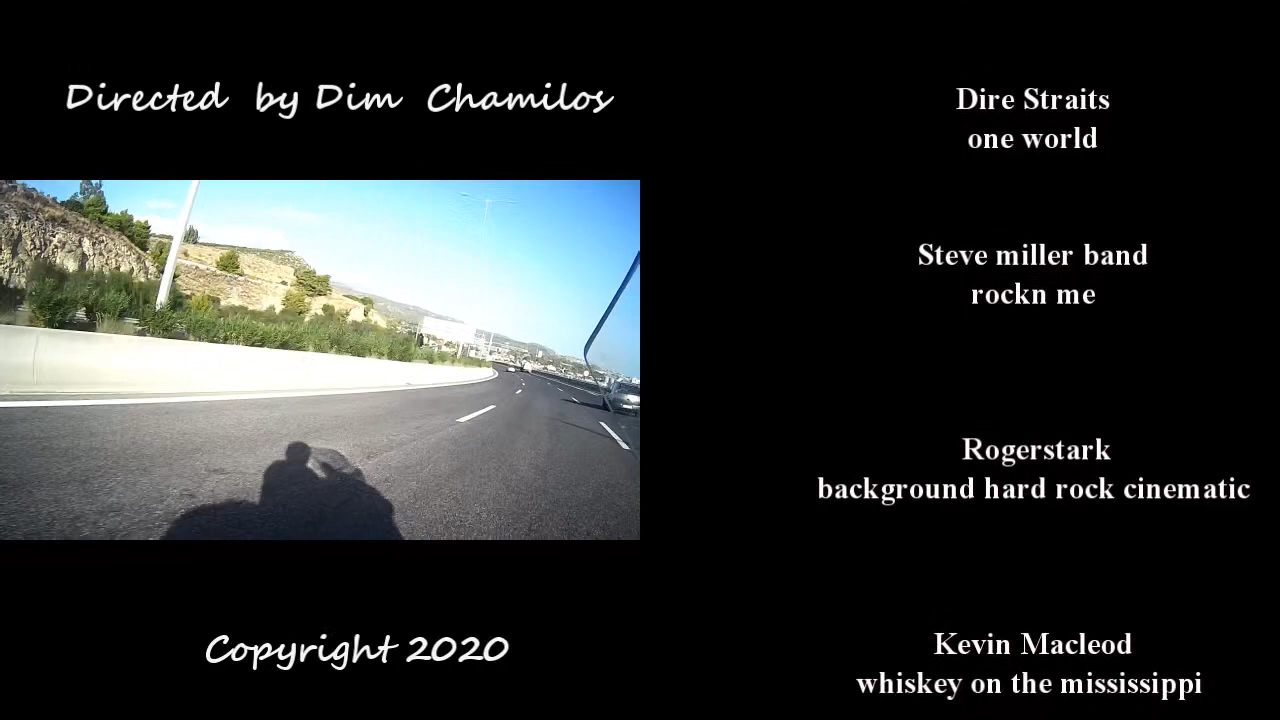 Directed by Dim Chamilos
Copyright 2020
Dire Straits
one world
Steve miller band
rockn me
Rogerstark
background hard rock cinematic
Kevin Macleod
whiskey on the mississippi